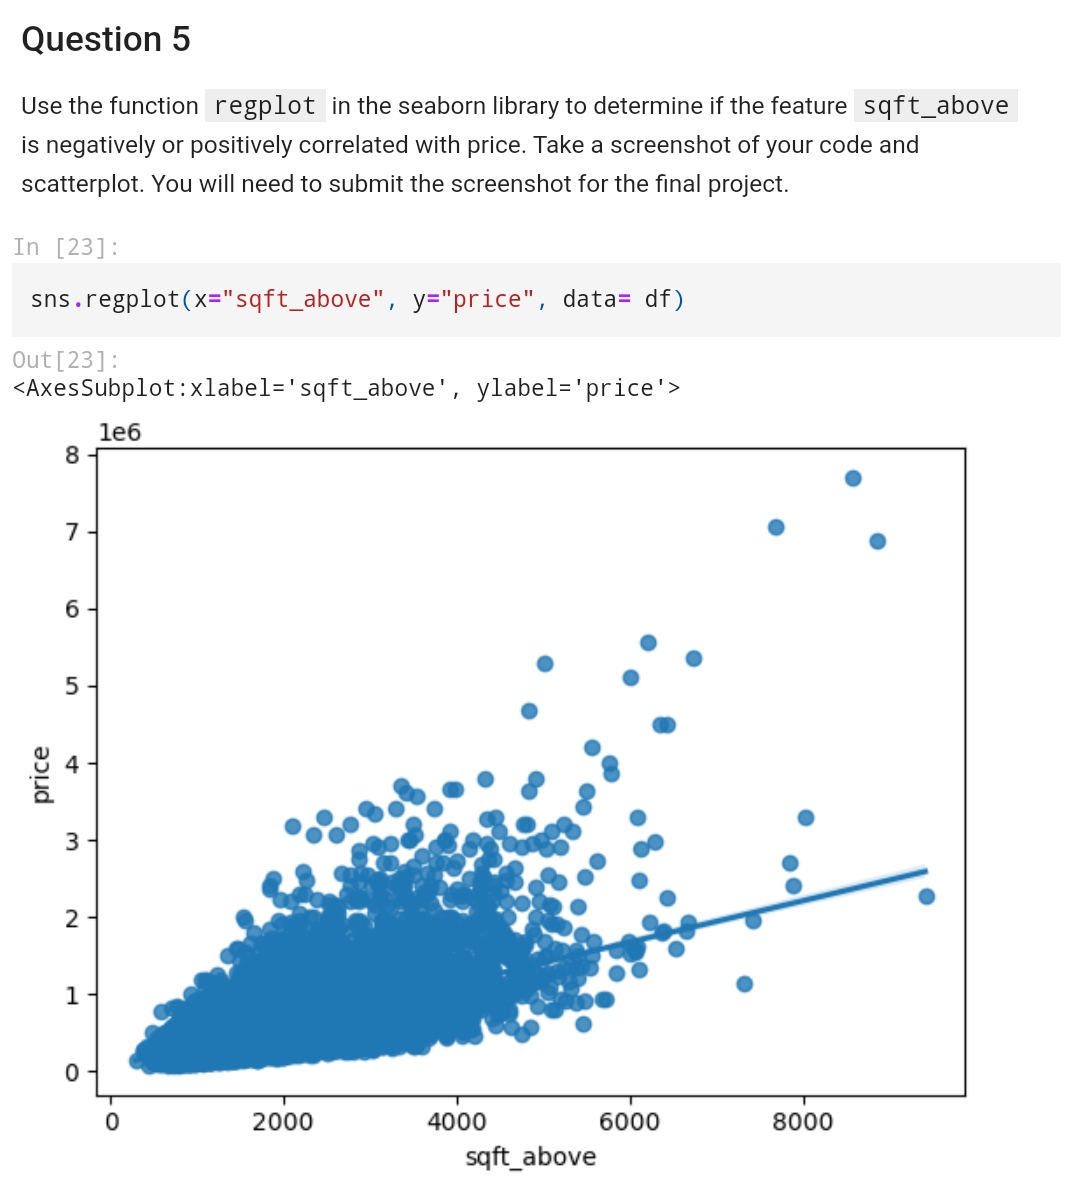 Question 5
Use the function regplot in the seaborn library to determine if the feature sqft_above
is negatively or positively correlated with price. Take a screenshot of your code and
scatterplot. You will need to submit the screenshot for the final project.
In [23]:
sns.regplot(x="sqft_above", y="price", data= df)
Out[23]:
<AxesSubplot:xlabel='sqft_above', ylabel='price'>
1e6
8
7
6
5
4
3
2
1
0
price
0 2000 4000 6000 8000
sqft_above